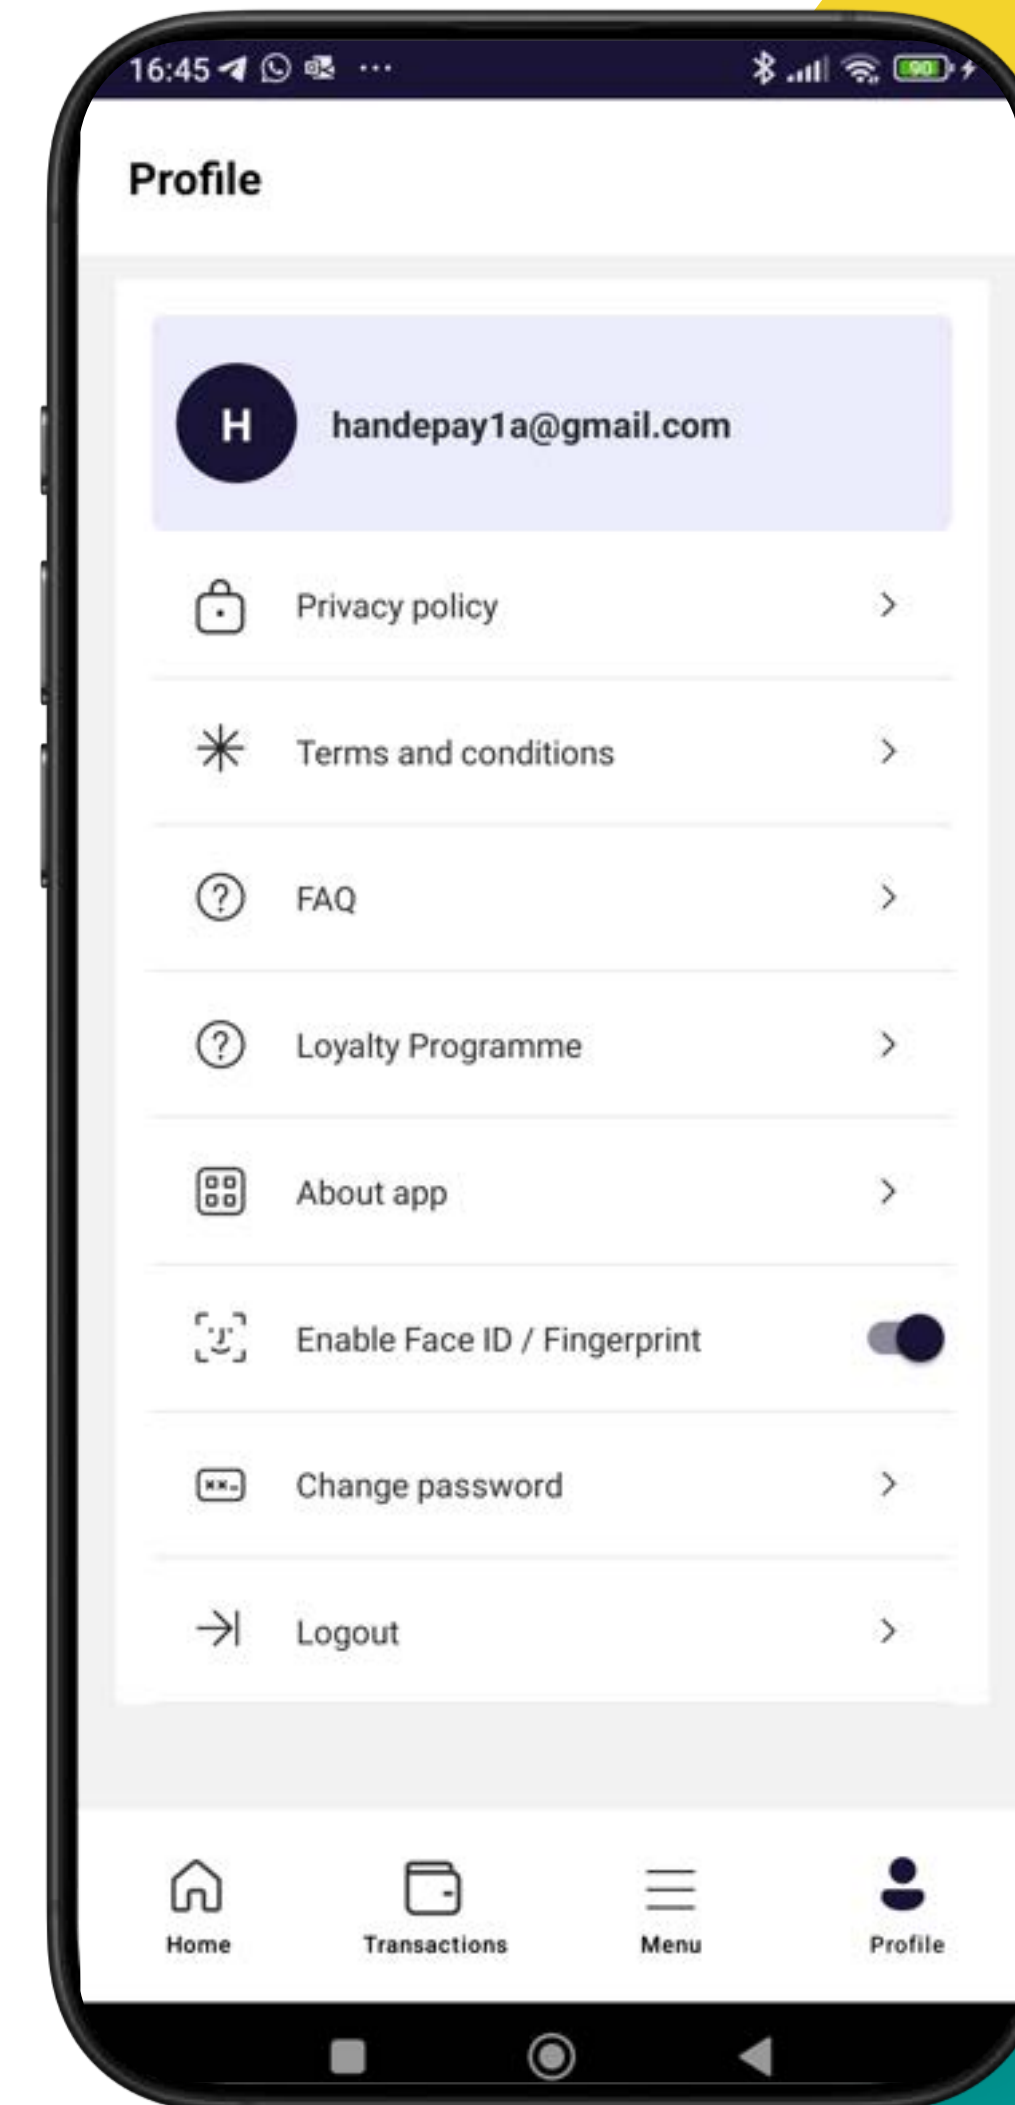 16:45
90
Profile
H
handepay1a@gmail.com
Privacy policy
Terms and conditions
FAQ
Loyalty Programme
About app
Enable Face ID / Fingerprint
Change password
Logout
Home Transactions Menu Profile